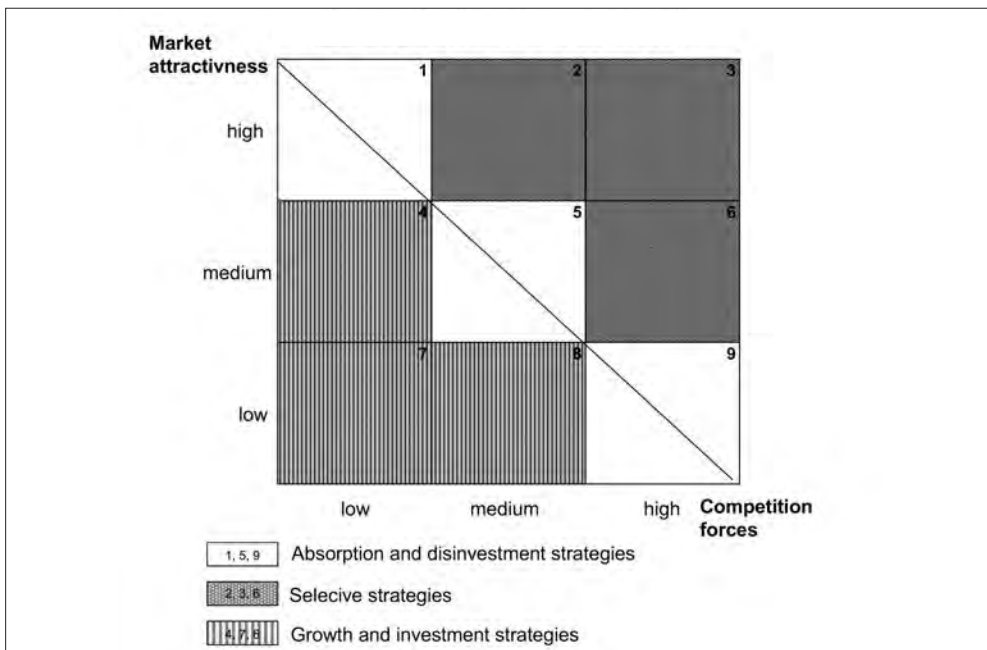 Market
attractivness
1
2
3
high
4
5
6
medium
7
8
9
low
low
medium
high
Competition
forces
1, 5, 9
Absorption and disinvestment strategies
2, 3, 6
Selecive strategies
4, 7, 8
Growth and investment strategies